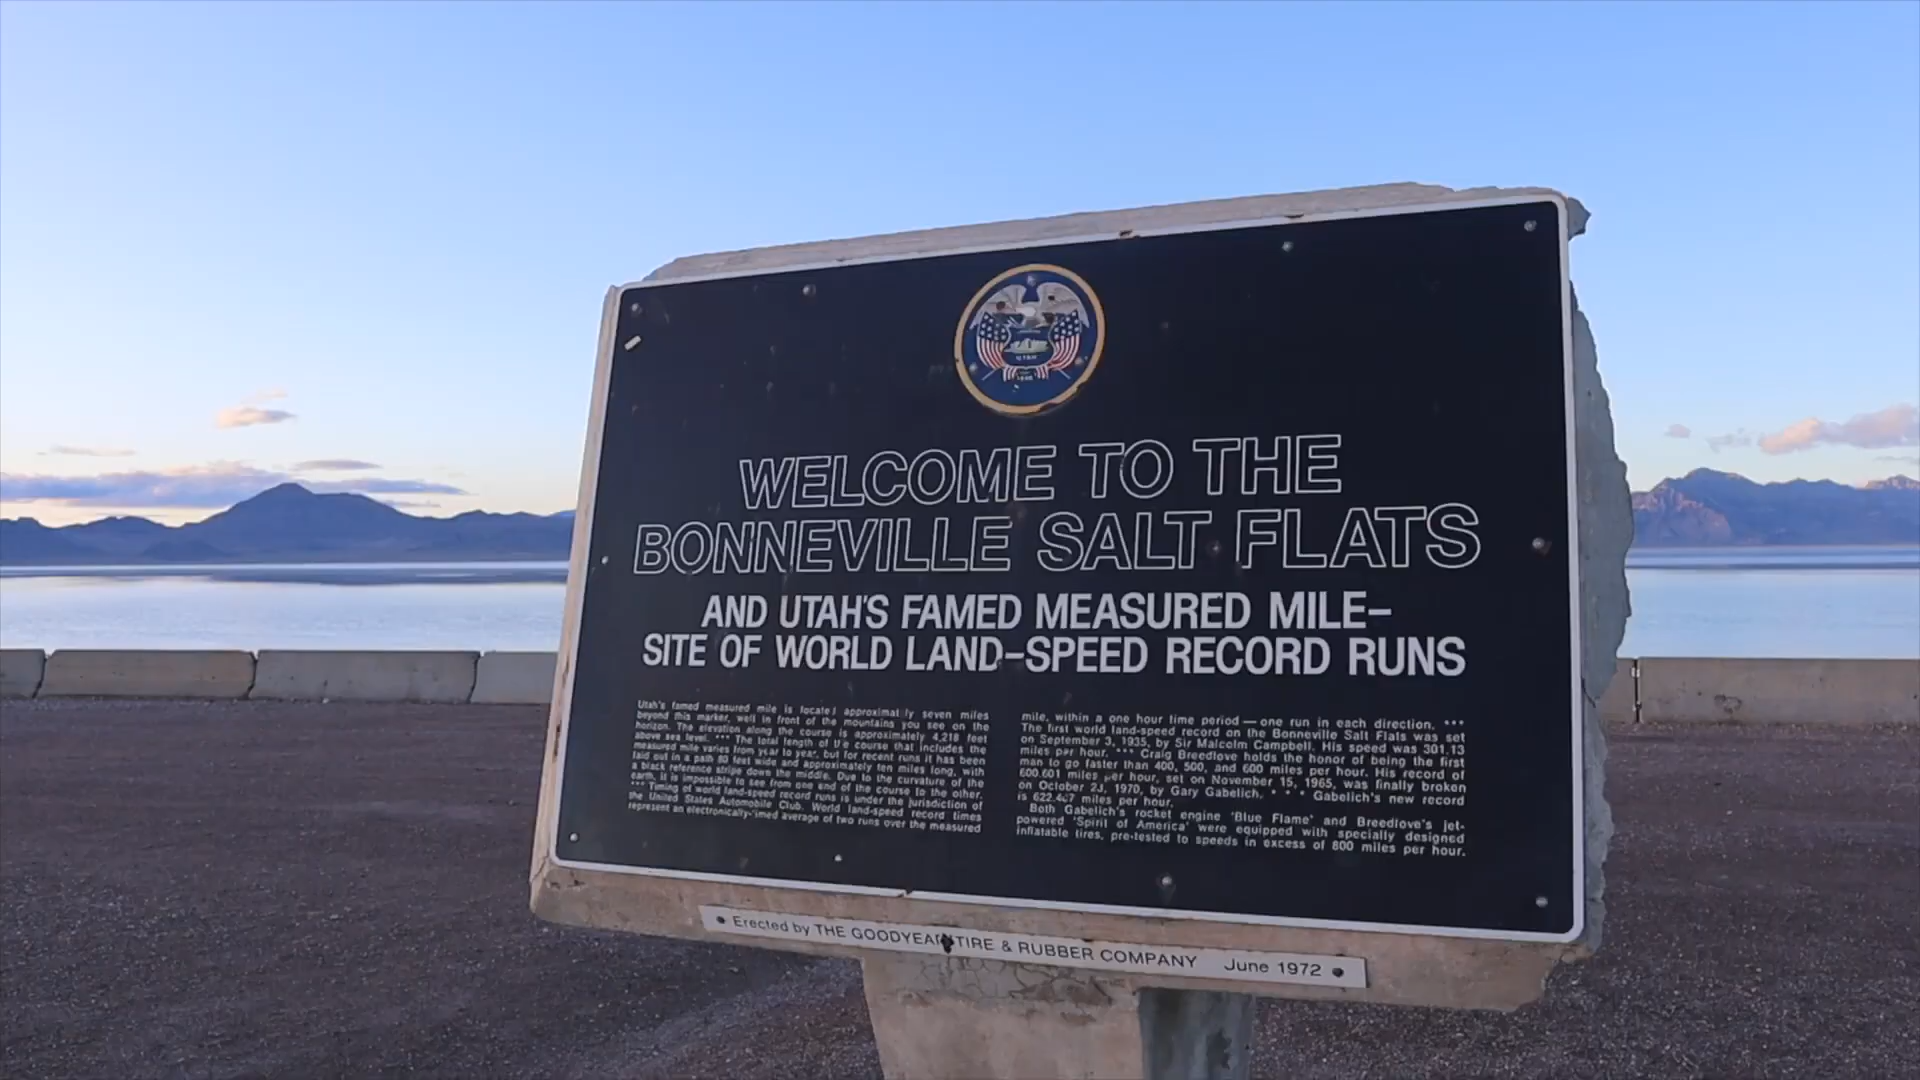 UTAH
1896
WELCOME TO THE
BONNEVILLE SALT FLATS
AND UTAH'S FAMED MEASURED MILE–
SITE OF WORLD LAND–SPEED RECORD RUNS
Utah's famed measured mile is located approximately seven miles
beyond this marker, well in front of the mountains you see on the
horizon. The elevation along the course is approximately 4,218 feet
above sea level. *** The total length of the course that includes the
measured mile varies from year to year, but for recent runs it has been
laid out in a path 80 feet wide and approximately ten miles long, with
a black reference stripe down the middle. Due to the curvature of the
earth, it is impossible to see from one end of the course to the other.
*** Timing of world land-speed record runs is under the jurisdiction of
the United States Automobile Club. World land-speed record times
represent an electronically-timed average of two runs over the measured
mile, within a one hour time period — one run in each direction. ***
The first world land-speed record on the Bonneville Salt Flats was set
on September 3, 1935, by Sir Malcolm Campbell. His speed was 301.13
miles per hour. *** Craig Breedlove holds the honor of being the first
man to go faster than 400, 500, and 600 miles per hour. His record of
600.601 miles per hour, set on November 15, 1965, was finally broken
on October 23, 1970, by Gary Gabelich. * * * Gabelich's new record
is 622.407 miles per hour.
Both Gabelich's rocket engine 'Blue Flame' and Breedlove's jet-
powered 'Spirit of America' were equipped with specially designed
inflatable tires, pre-tested to speeds in excess of 800 miles per hour.
Erected by THE GOODYEAR TIRE & RUBBER COMPANY June 1972